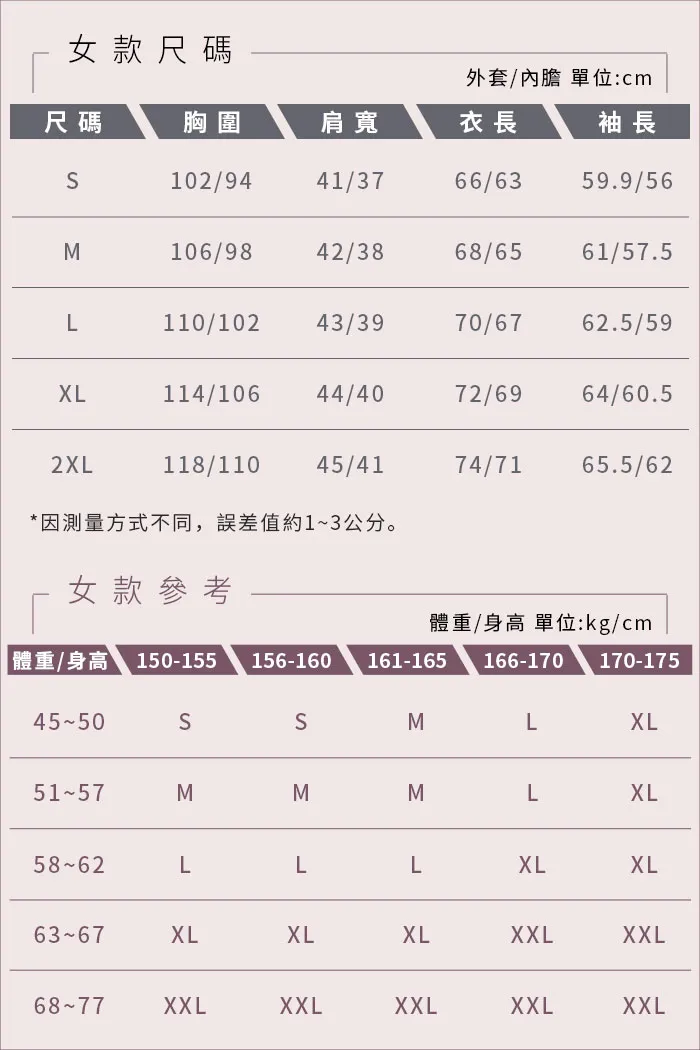 女款尺碼
外套/內膽 單位:cm
尺碼 胸圍 肩寬 衣長 袖長
S 102/94 41/37 66/63 59.9/56
M 106/98 42/38 68/65 61/57.5
L 110/102 43/39 70/67 62.5/59
XL 114/106 44/40 72/69 64/60.5
2XL 118/110 45/41 74/71 65.5/62
*因測量方式不同，誤差值約1~3公分。
女款參考
體重/身高 單位:kg/cm
體重/身高 150-155 156-160 161-165 166-170 170-175
45~50 S S M L XL
51~57 M M M L XL
58~62 L L L XL XL
63~67 XL XL XL XXL XXL
68~77 XXL XXL XXL XXL XXL